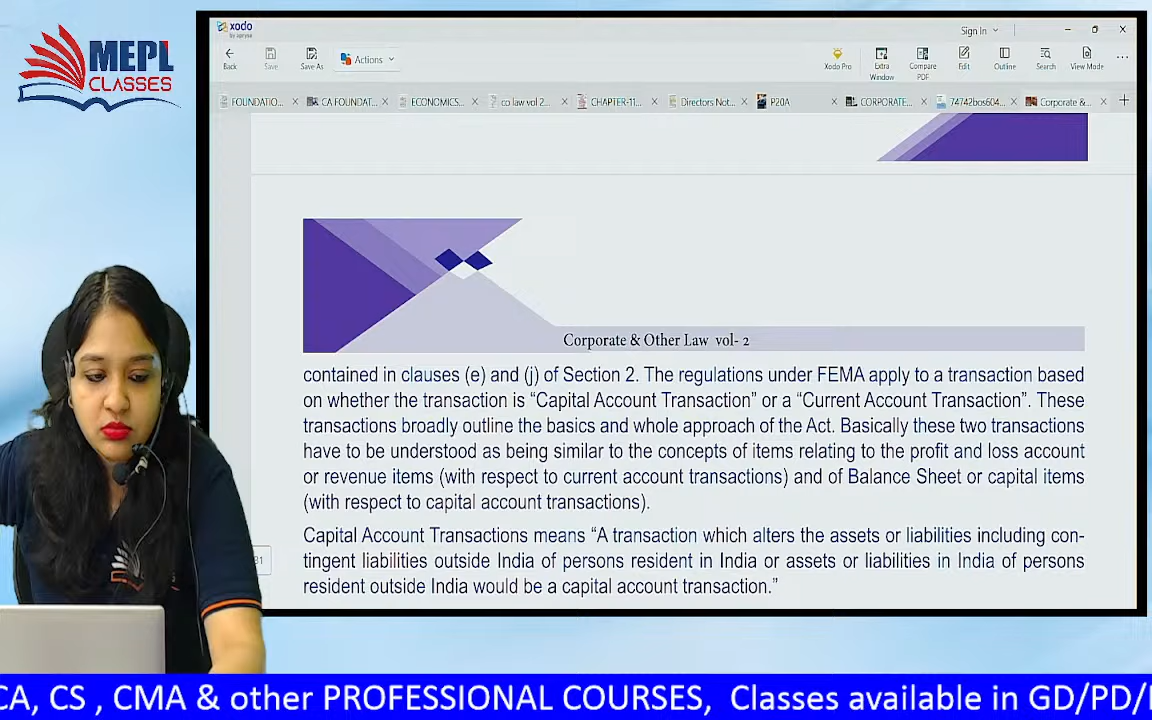 MEPL
CLASSES
xodo
by apryse
Sign In
Back
Save
Save As
Actions
Xodo Pro
Extra Window
Compare PDF
Edit
Outline
Search
View Mode
FOUNDATIO...
CA FOUNDAT...
ECONOMICS...
co law vol 2...
CHAPTER-11...
Directors Not...
P20A
CORPORATE...
74742bos604...
Corporate &...
Corporate & Other Law vol- 2
contained in clauses (e) and (j) of Section 2. The regulations under FEMA apply to a transaction based
on whether the transaction is “Capital Account Transaction” or a “Current Account Transaction”. These
transactions broadly outline the basics and whole approach of the Act. Basically these two transactions
have to be understood as being similar to the concepts of items relating to the profit and loss account
or revenue items (with respect to current account transactions) and of Balance Sheet or capital items
(with respect to capital account transactions).
Capital Account Transactions means “A transaction which alters the assets or liabilities including con-
tingent liabilities outside India of persons resident in India or assets or liabilities in India of persons
resident outside India would be a capital account transaction.”
CA, CS , CMA & other PROFESSIONAL COURSES, Classes available in GD/PD/